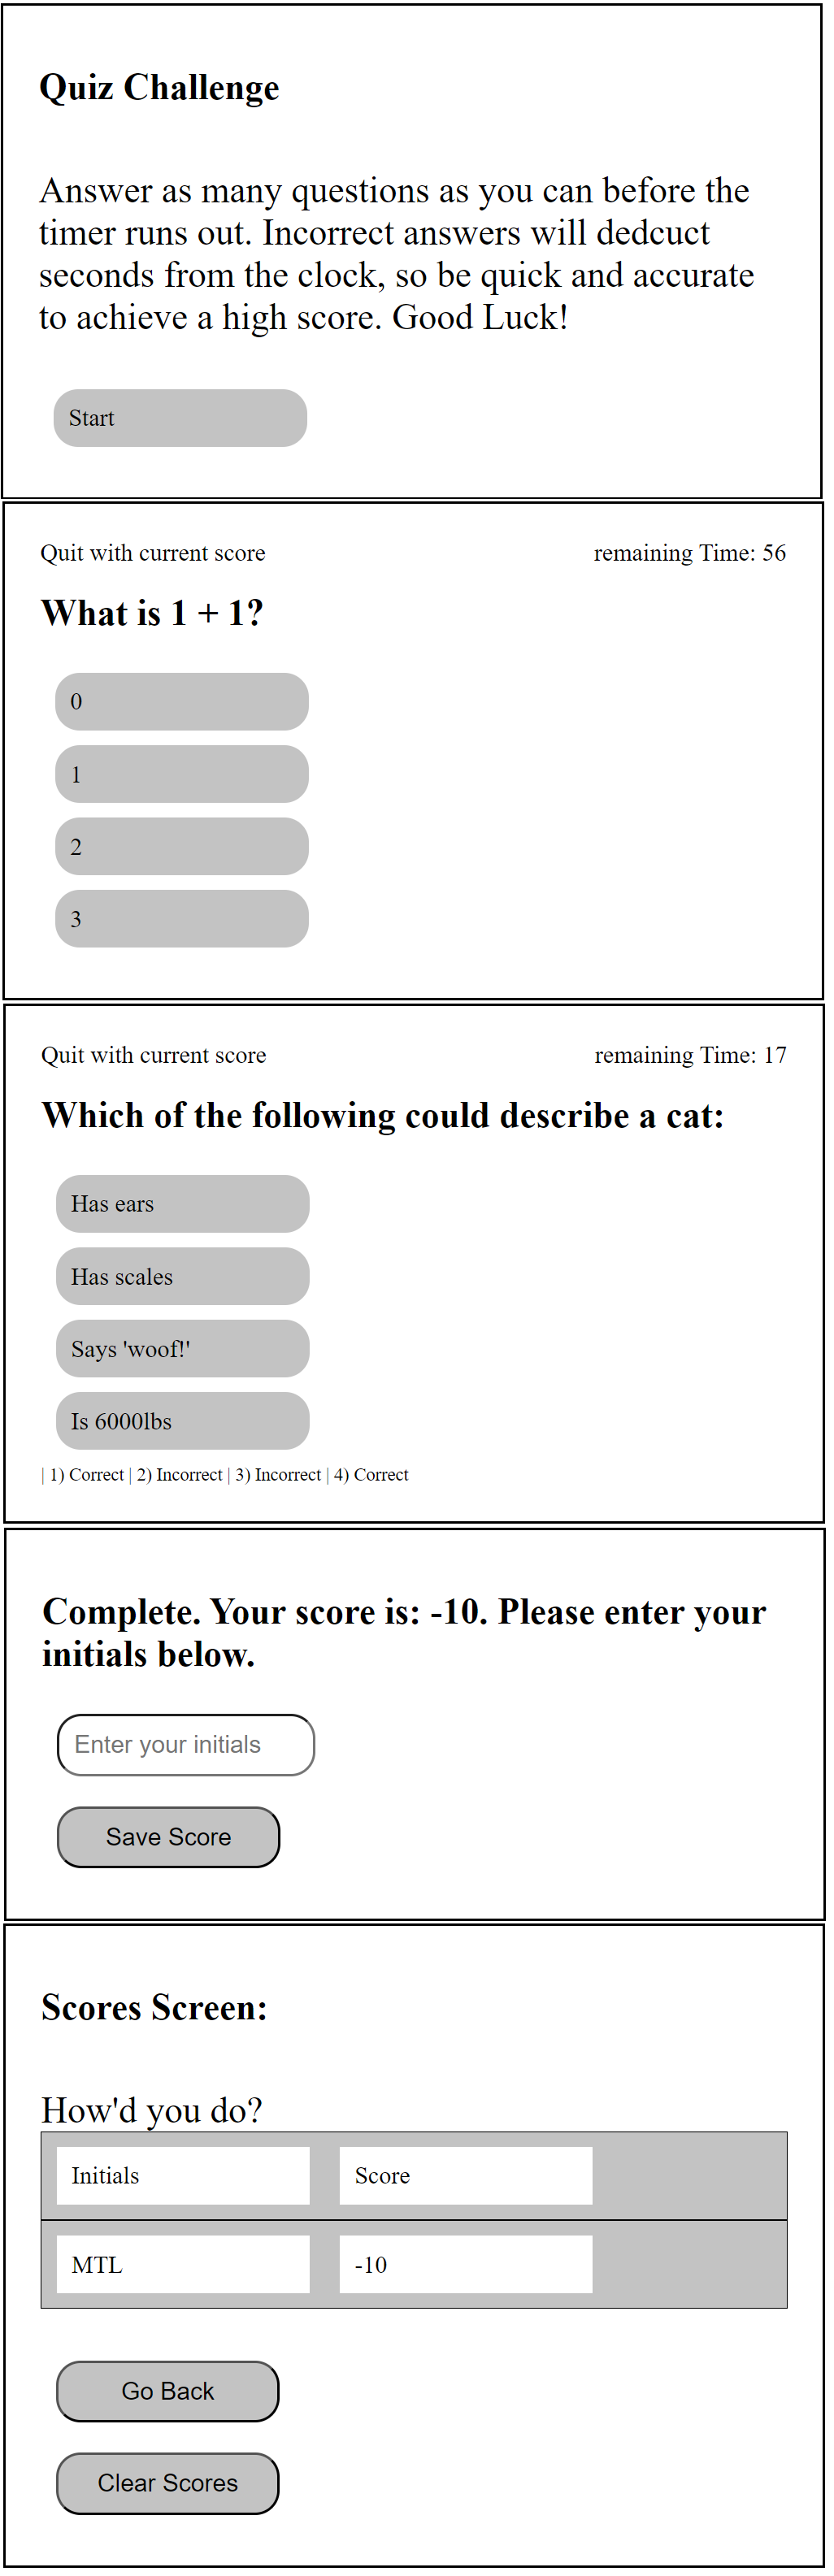 Quiz Challenge
Answer as many questions as you can before the
timer runs out. Incorrect answers will dedcuct
seconds from the clock, so be quick and accurate
to achieve a high score. Good Luck!
Start
Quit with current score remaining Time: 56
What is 1 + 1?
0
1
2
3
Quit with current score remaining Time: 17
Which of the following could describe a cat:
Has ears
Has scales
Says 'woof!'
Is 6000lbs
| 1) Correct | 2) Incorrect | 3) Incorrect | 4) Correct
Complete. Your score is: -10. Please enter your
initials below.
Enter your initials
Save Score
Scores Screen:
How'd you do?
Initials Score
MTL -10
Go Back
Clear Scores